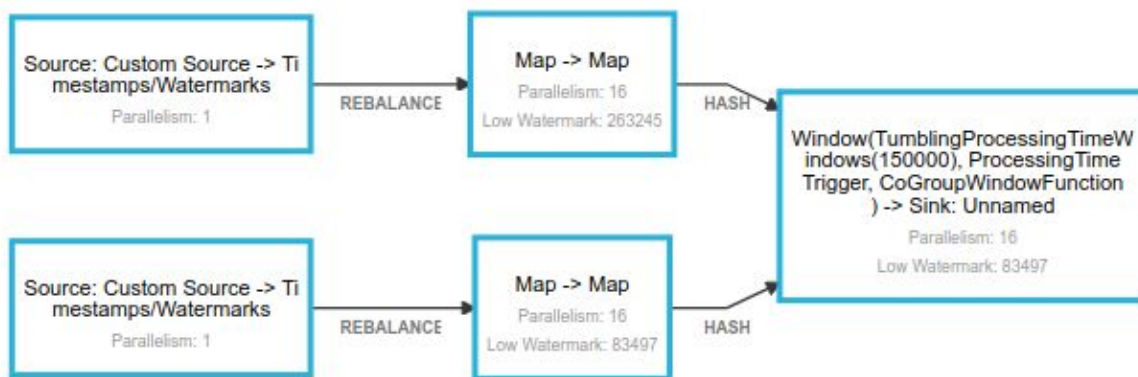 Source: Custom Source -> Ti
mestamps/Watermarks
Parallelism: 1
REBALANCE
Map -> Map
Parallelism: 16
Low Watermark: 263245
HASH
Window(TumblingProcessingTimeW
indows(150000), ProcessingTime
Trigger, CoGroupWindowFunction
) -> Sink: Unnamed
Parallelism: 16
Low Watermark: 83497
Source: Custom Source -> Ti
mestamps/Watermarks
Parallelism: 1
REBALANCE
Map -> Map
Parallelism: 16
Low Watermark: 83497
HASH